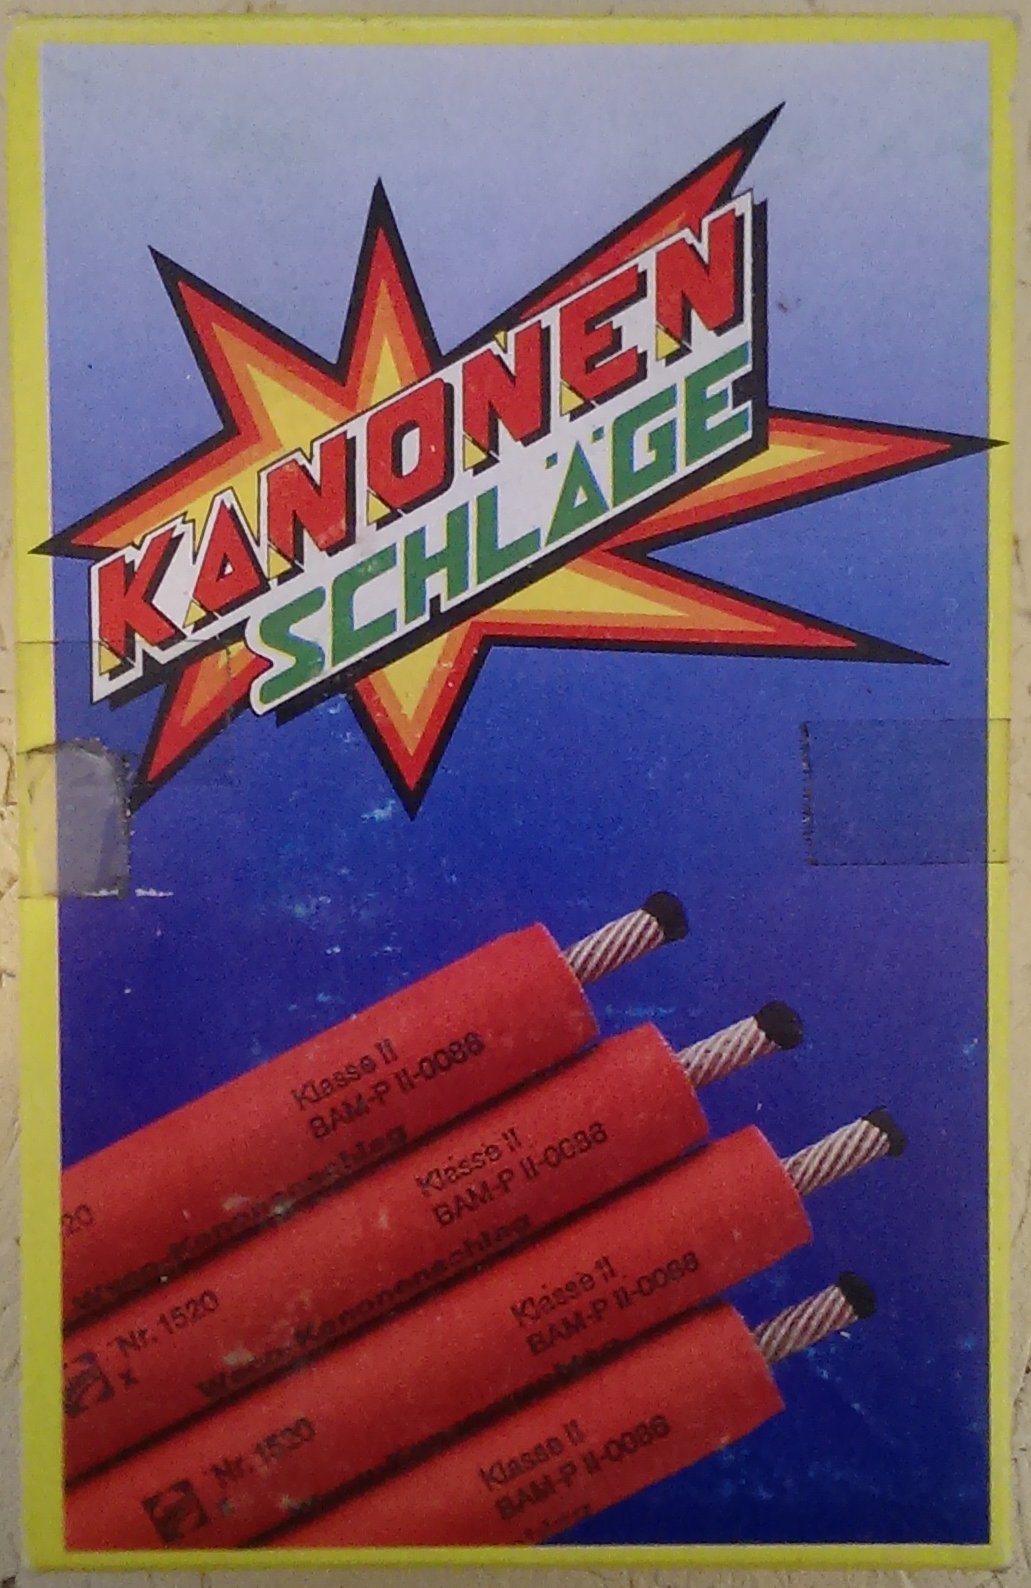 KANONEN
SCHLÄGE
Klasse II
BAM-P II-0086
20
Klasse II
BAM-P II-0086
Nr. 1520
Klasse II
BAM-P II-0086
Nr. 1520
Klasse II
BAM-P II-0086